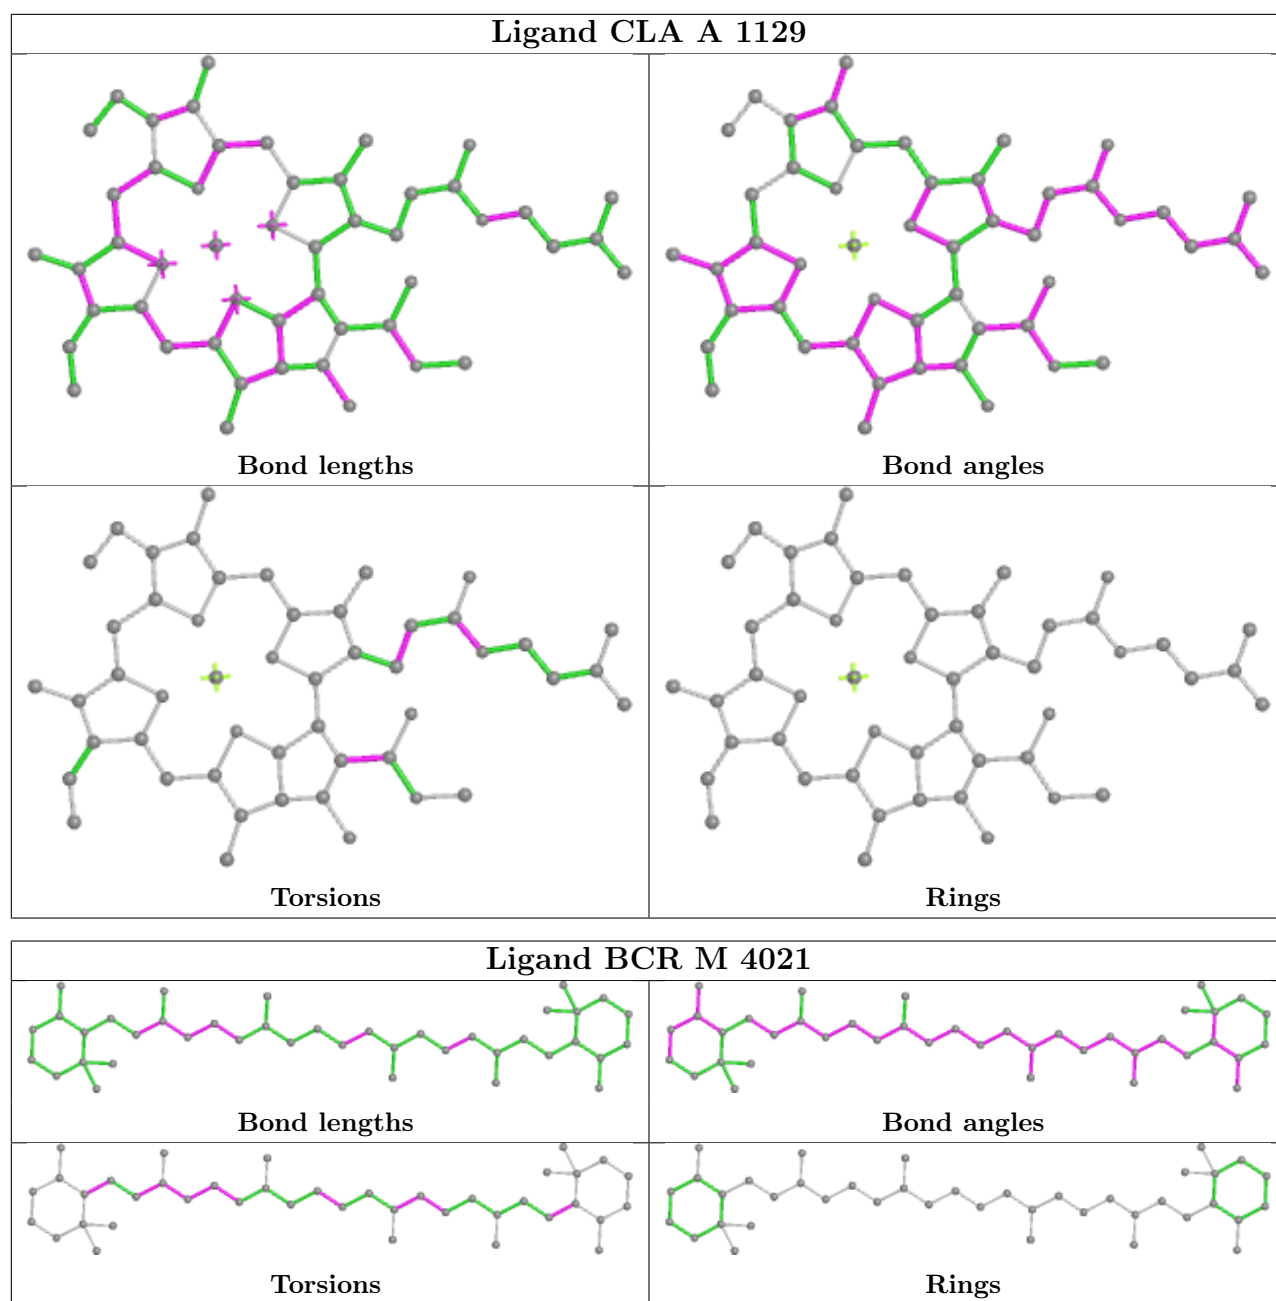 Ligand CLA A 1129
Bond lengths
Bond angles
Torsions
Rings
Ligand BCR M 4021
Bond lengths
Bond angles
Torsions
Rings